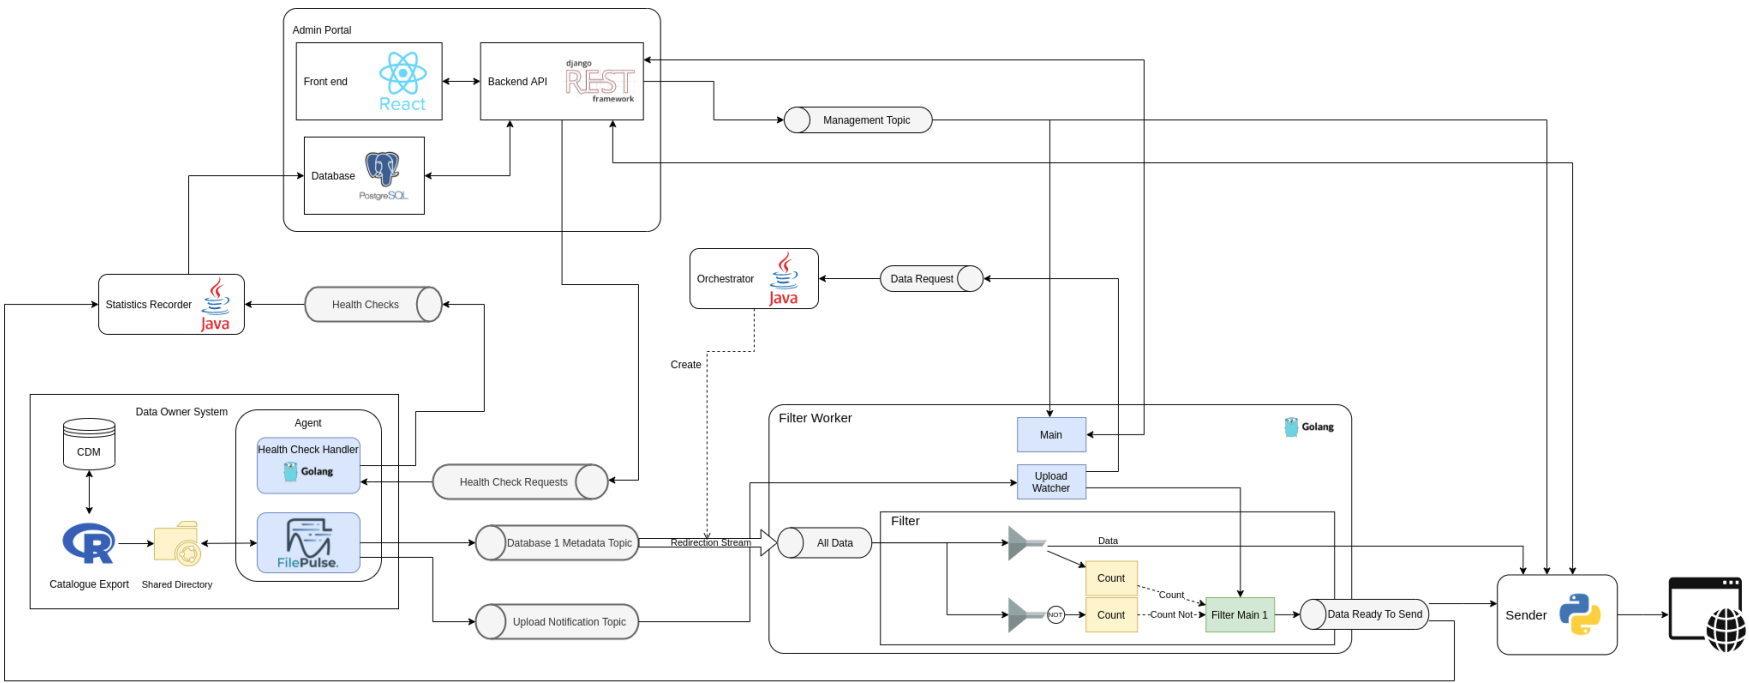 Admin Portal
Front end
React
Backend API
django
REST
framework
Management Topic
Database
PostgreSQL
Orchestrator
Java
Data Request
Statistics Recorder
Java
Health Checks
Create
Data Owner System
Agent
CDM
Health Check Handler
Golang
Health Check Requests
Filter Worker
Golang
Main
Upload
Watcher
Filter
R
Catalogue Export
Shared Directory
FilePulse.
Database 1 Metadata Topic
Redirection Stream
All Data
Data
Count
Count
NOT
Count
Count Not
Filter Main 1
Data Ready To Send
Upload Notification Topic
Sender